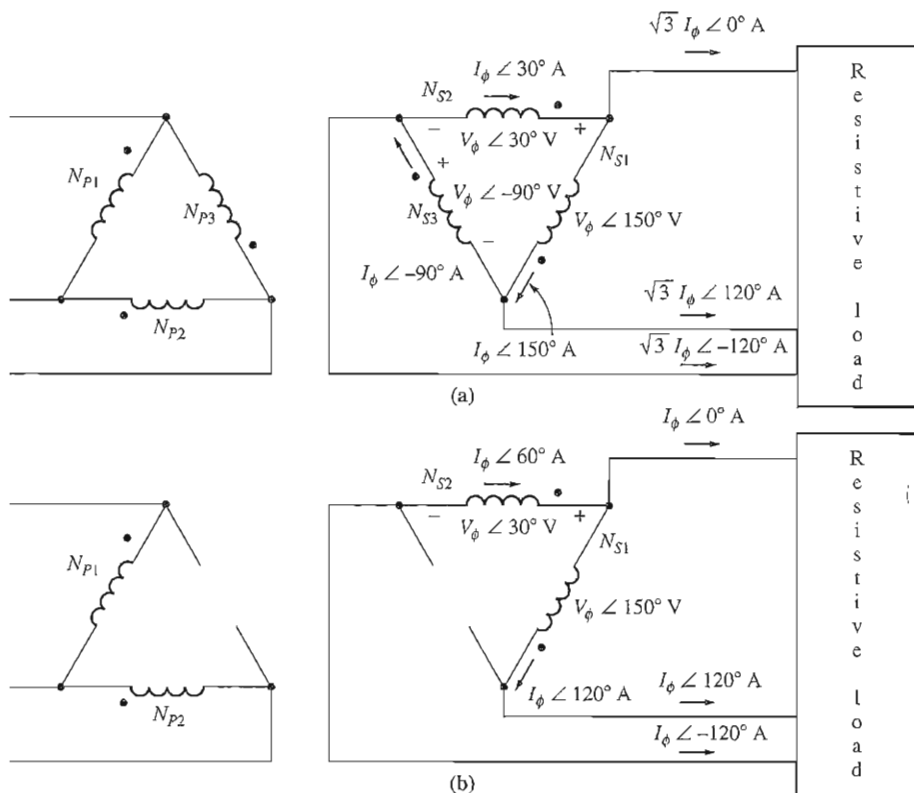 √3 I_ϕ ∠0° A
I_ϕ ∠30° A
N_S2
V_ϕ ∠30° V
−
+
N_S1
N_P1
N_P3
+
V_ϕ ∠−90° V
N_S3
−
V_ϕ ∠150° V
I_ϕ ∠−90° A
N_P2
√3 I_ϕ ∠120° A
I_ϕ ∠150° A
√3 I_ϕ ∠−120° A
Resistive load
(a)
I_ϕ ∠0° A
I_ϕ ∠60° A
N_S2
−
V_ϕ ∠30° V
+
N_S1
N_P1
V_ϕ ∠150° V
N_P2
I_ϕ ∠120° A
I_ϕ ∠120° A
I_ϕ ∠−120° A
Resistive load
(b)